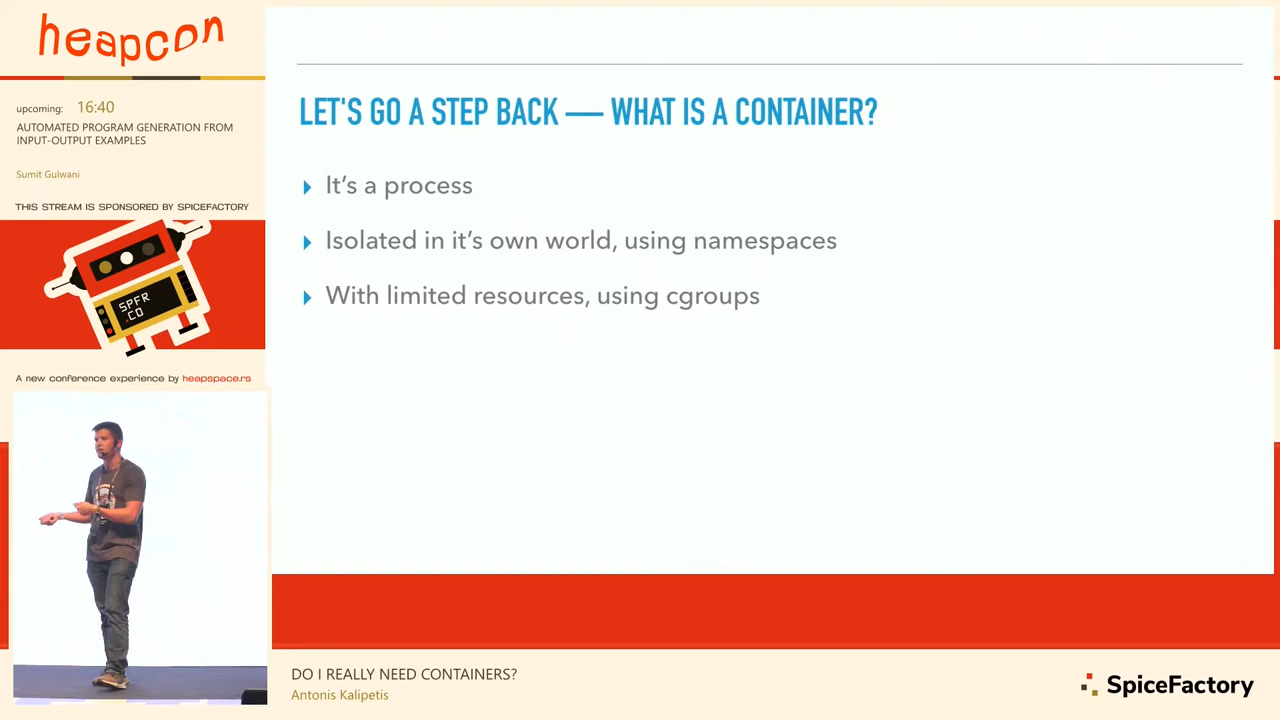 heapcon
upcoming: 16:40
AUTOMATED PROGRAM GENERATION FROM
INPUT-OUTPUT EXAMPLES
Sumit Gulwani
THIS STREAM IS SPONSORED BY SPICEFACTORY
SPFR
.CO
A new conference experience by heapspace.rs
LET'S GO A STEP BACK — WHAT IS A CONTAINER?
It's a process
Isolated in it's own world, using namespaces
With limited resources, using cgroups
DO I REALLY NEED CONTAINERS?
Antonis Kalipetis
SpiceFactory